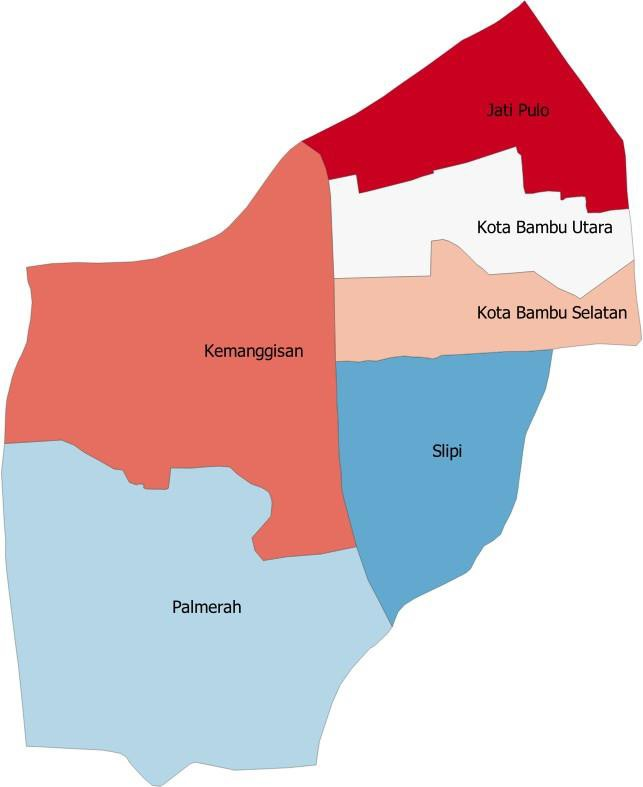 Jati Pulo
Kota Bambu Utara
Kota Bambu Selatan
Kemanggisan
Slipi
Palmerah